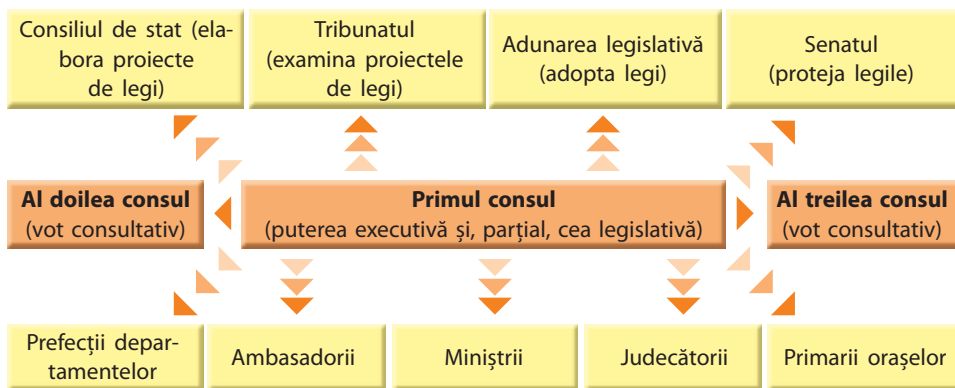 Consiliul de stat (ela-
bora proiecte
de legi)
Tribunatul
(examina proiectele
de legi)
Adunarea legislativă
(adopta legi)
Senatul
(proteja legile)
Al doilea consul
(vot consultativ)
Primul consul
(puterea executivă și, parțial, cea legislativă)
Al treilea consul
(vot consultativ)
Prefecții depar-
tamentelor
Ambasadorii
Miniștrii
Judecătorii
Primarii orașelor